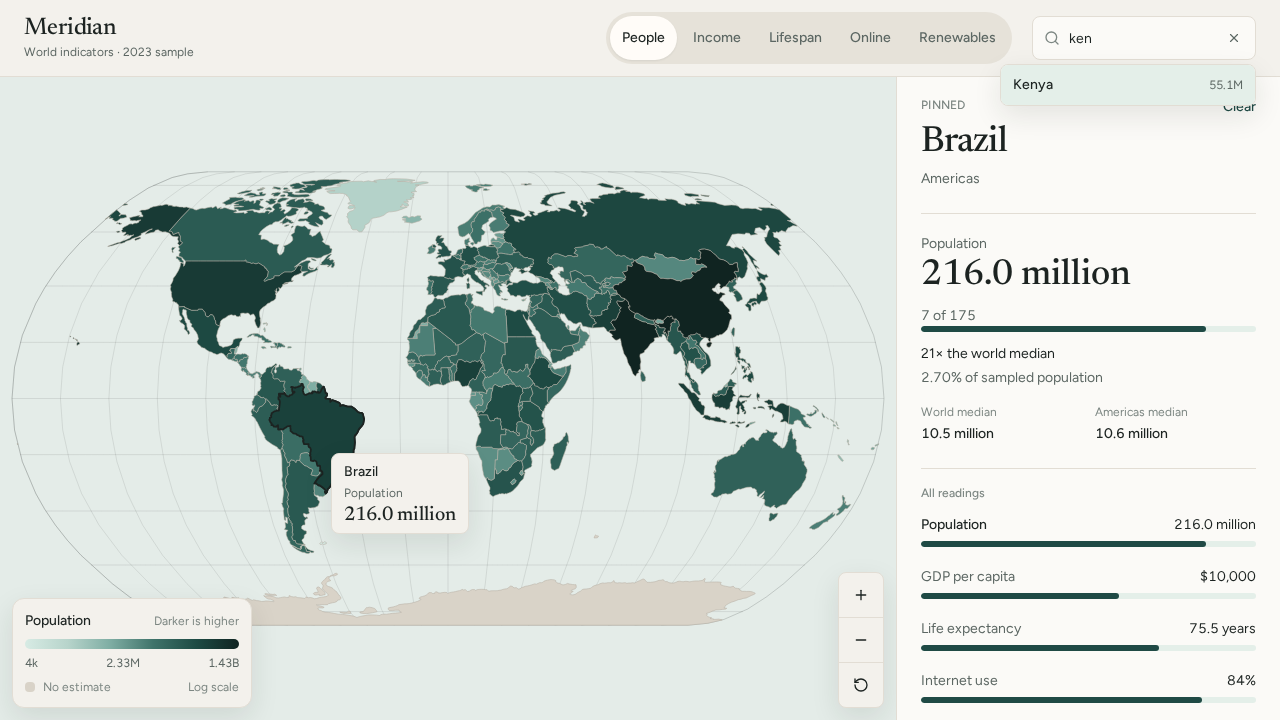 Meridian
World indicators · 2023 sample
People
Income
Lifespan
Online
Renewables
ken
Kenya 55.1M
PINNED
Clear
Brazil
Americas
Population
216.0 million
7 of 175
21× the world median
2.70% of sampled population
World median
10.5 million
Americas median
10.6 million
All readings
Population 216.0 million
GDP per capita $10,000
Life expectancy 75.5 years
Internet use 84%
Brazil
Population
216.0 million
Population Darker is higher
4k 2.33M 1.43B
No estimate Log scale